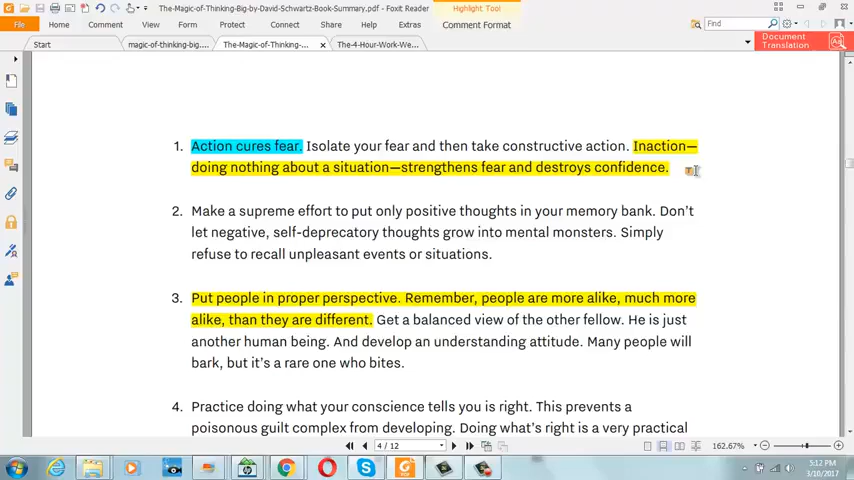 The-Magic-of-Thinking-Big-by-David-Schwartz-Book-Summary.pdf - Foxit Reader
Highlight Tool
File Home Comment View Form Protect Share Help Extras Comment Format
Find
Start
magic-of-thinking-big....
The-Magic-of-Thinking-...
The-4-Hour-Work-We...
Document
Translation
1. Action cures fear. Isolate your fear and then take constructive action. Inaction—
doing nothing about a situation—strengthens fear and destroys confidence.
2. Make a supreme effort to put only positive thoughts in your memory bank. Don't
let negative, self-deprecatory thoughts grow into mental monsters. Simply
refuse to recall unpleasant events or situations.
3. Put people in proper perspective. Remember, people are more alike, much more
alike, than they are different. Get a balanced view of the other fellow. He is just
another human being. And develop an understanding attitude. Many people will
bark, but it's a rare one who bites.
4. Practice doing what your conscience tells you is right. This prevents a
poisonous guilt complex from developing. Doing what's right is a very practical
4 / 12
162.67%
5:12 PM
3/10/2017